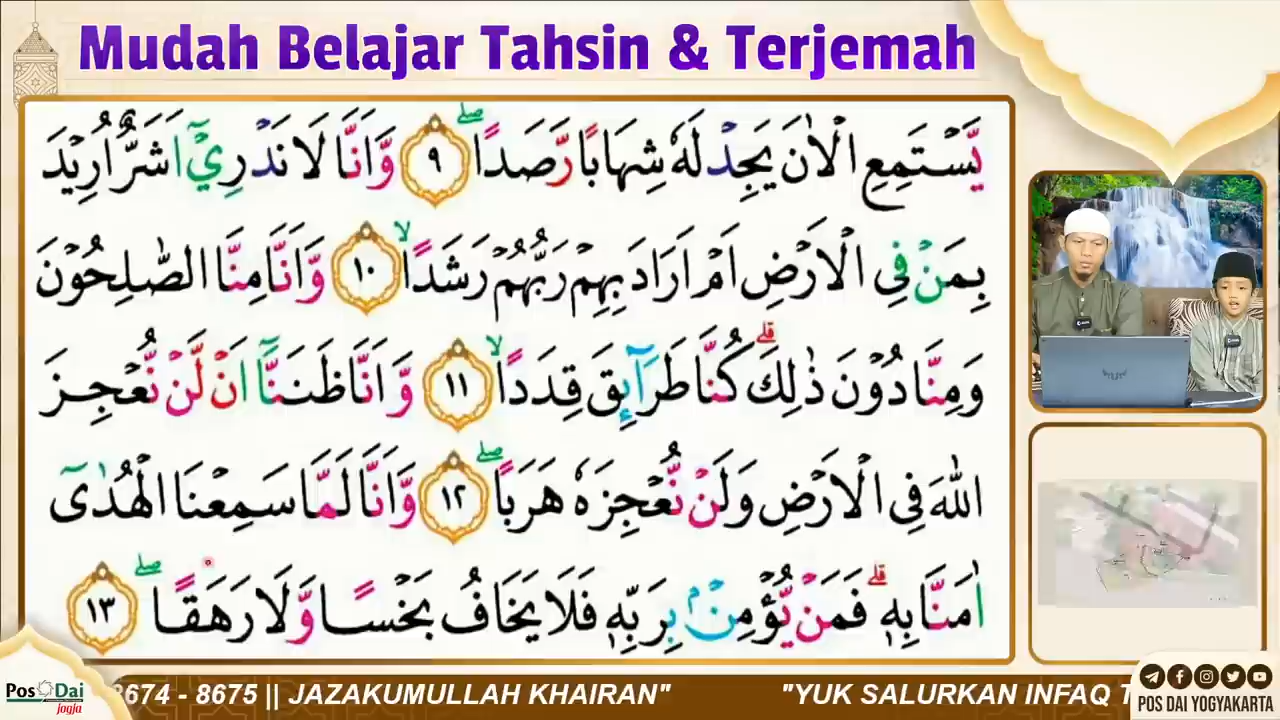 Mudah Belajar Tahsin & Terjemah
يَّسْتَمِعِ الْاٰنَ يَجِدْ لَهٗ شِهَابًا رَّصَدًاۖ ٩ وَّاَنَّا لَا نَدْرِيْٓ اَشَرٌّ اُرِيْدَ
بِمَنْ فِى الْاَرْضِ اَمْ اَرَادَ بِهِمْ رَبُّهُمْ رَشَدًاۙ ١٠ وَّاَنَّا مِنَّا الصّٰلِحُوْنَ
وَمِنَّا دُوْنَ ذٰلِكَۗ كُنَّا طَرَاۤىِٕقَ قِدَدًاۙ ١١ وَّاَنَّا ظَنَنَّآ اَنْ لَّنْ نُّعْجِزَ
اللّٰهَ فِى الْاَرْضِ وَلَنْ نُّعْجِزَهٗ هَرَبًاۖ ١٢ وَّاَنَّا لَمَّا سَمِعْنَا الْهُدٰىٓ
اٰمَنَّا بِهٖۗ فَمَنْ يُّؤْمِنْۢ بِرَبِّهٖ فَلَا يَخَافُ بَخْسًا وَّلَا رَهَقًاۖ ١٣
Pos Dai
jogja
8674 - 8675 || JAZAKUMULLAH KHAIRAN" "YUK SALURKAN INFAQ
POS DAI YOGYAKARTA